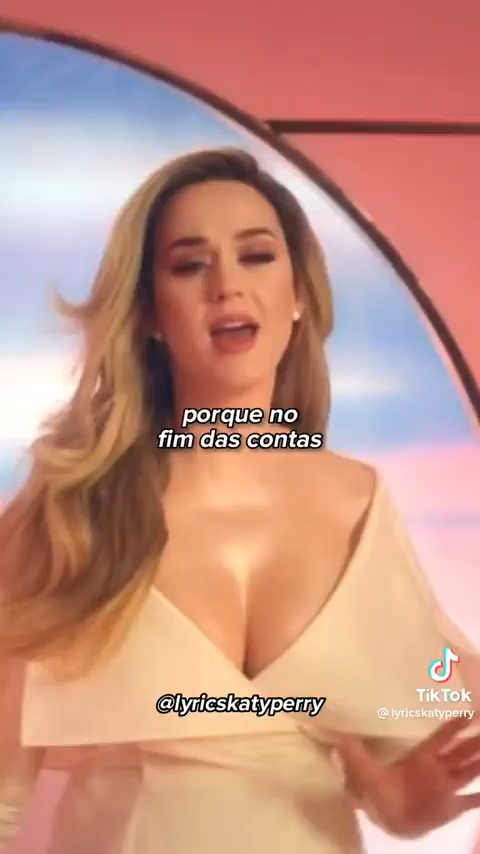 porque no
fim das contas
@lyricskatyperry
TikTok
@lyricskatyperry